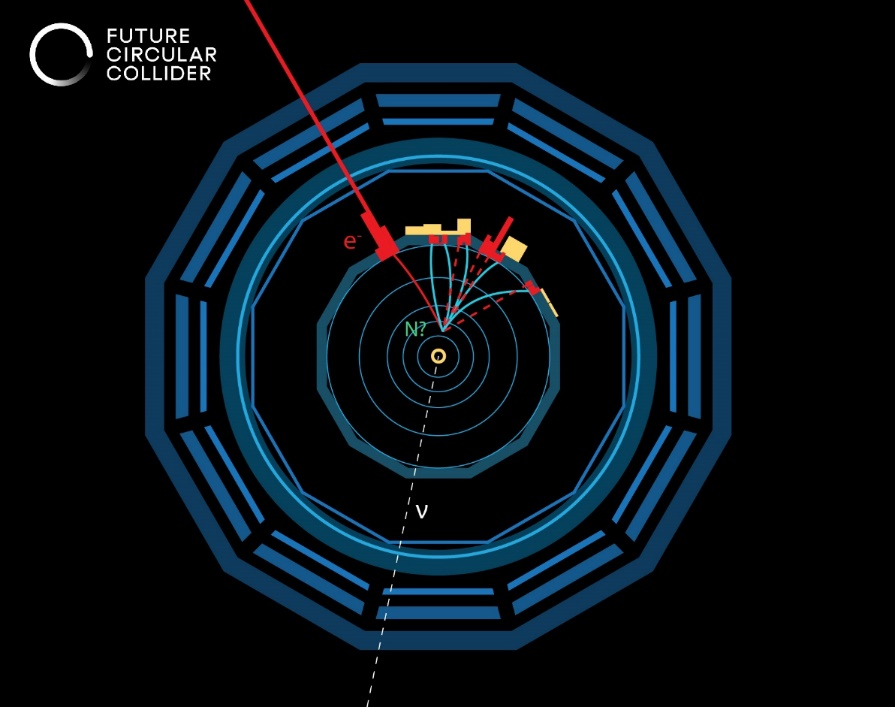 FUTURE
CIRCULAR
COLLIDER
e⁻
N?
ν